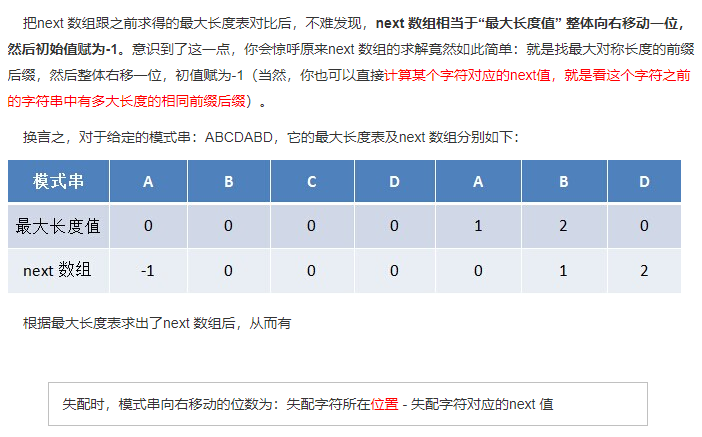 把next 数组跟之前求得的最大长度表对比后，不难发现，next 数组相当于“最大长度值” 整体向右移动一位，
然后初始值赋为-1。意识到了这一点，你会惊呼原来next 数组的求解竟然如此简单：就是找最大对称长度的前缀
后缀，然后整体右移一位，初值赋为-1（当然，你也可以直接计算某个字符对应的next值，就是看这个字符之前
的字符串中有多大长度的相同前缀后缀）。
换言之，对于给定的模式串：ABCDABD，它的最大长度表及next 数组分别如下：
模式串 A B C D A B D
最大长度值 0 0 0 0 1 2 0
next 数组 -1 0 0 0 0 1 2
根据最大长度表求出了next 数组后，从而有
失配时，模式串向右移动的位数为：失配字符所在位置 - 失配字符对应的next 值